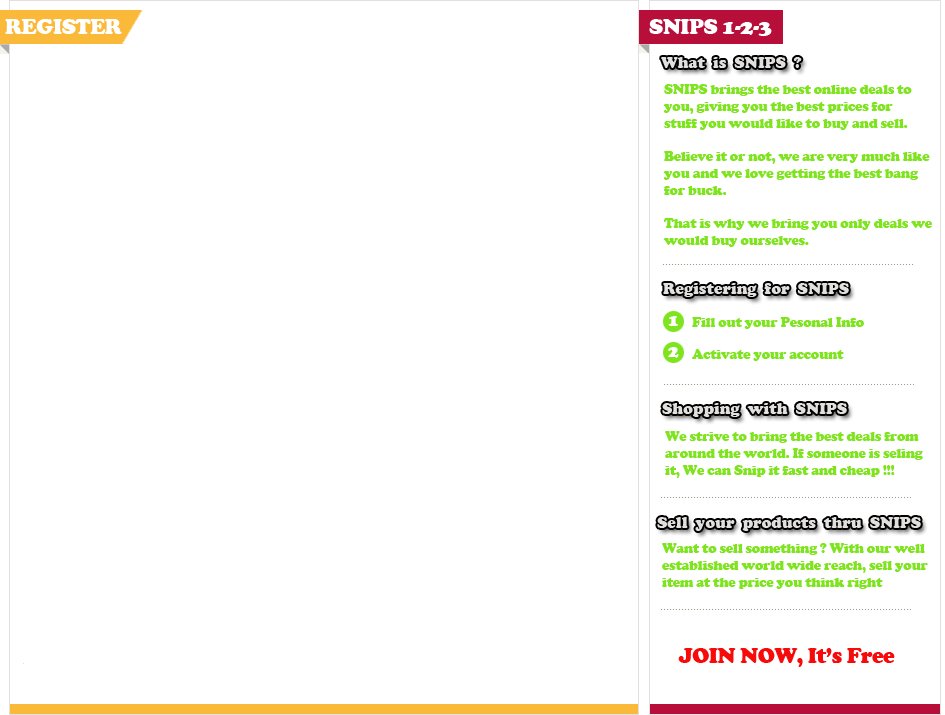 REGISTER
SNIPS 1-2-3
What is SNIPS ?
SNIPS brings the best online deals to
you, giving you the best prices for
stuff you would like to buy and sell.
Believe it or not, we are very much like
you and we love getting the best bang
for buck.
That is why we bring you only deals we
would buy ourselves.
Registering for SNIPS
1 Fill out your Pesonal Info
2 Activate your account
Shopping with SNIPS
We strive to bring the best deals from
around the world. If someone is seling
it, We can Snip it fast and cheap !!!
Sell your products thru SNIPS
Want to sell something ? With our well
established world wide reach, sell your
item at the price you think right
JOIN NOW, It's Free